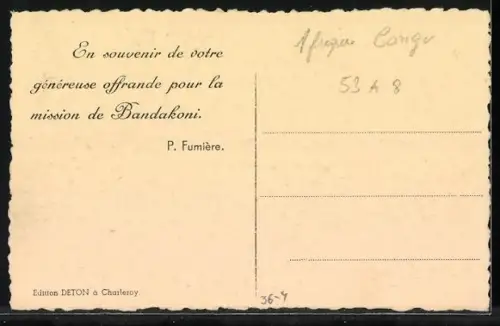 En souvenir de votre
généreuse offrande pour la
mission de Bandakoni.
P. Fumière.
Afrique Congo
53 A 8
Edition DETON à Charleroy
36-4